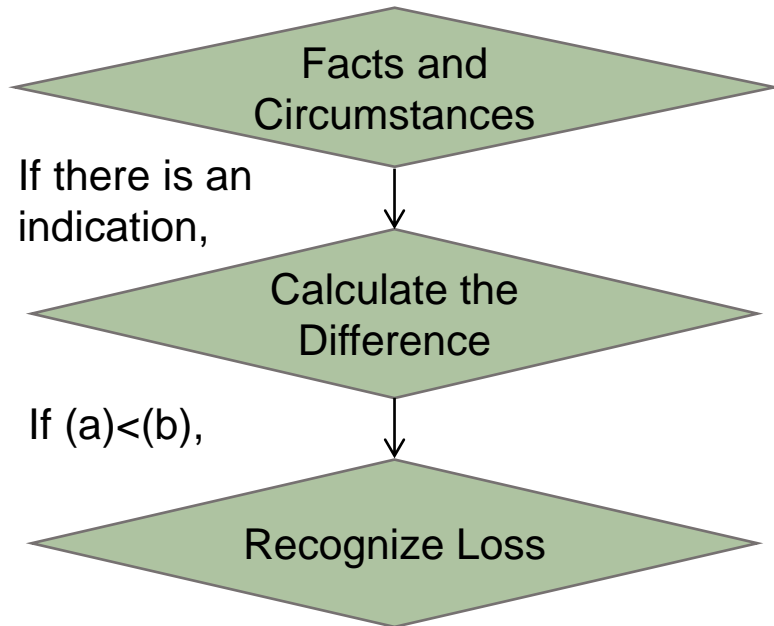 Facts and
Circumstances
If there is an
indication,
Calculate the
Difference
If (a)<(b),
Recognize Loss